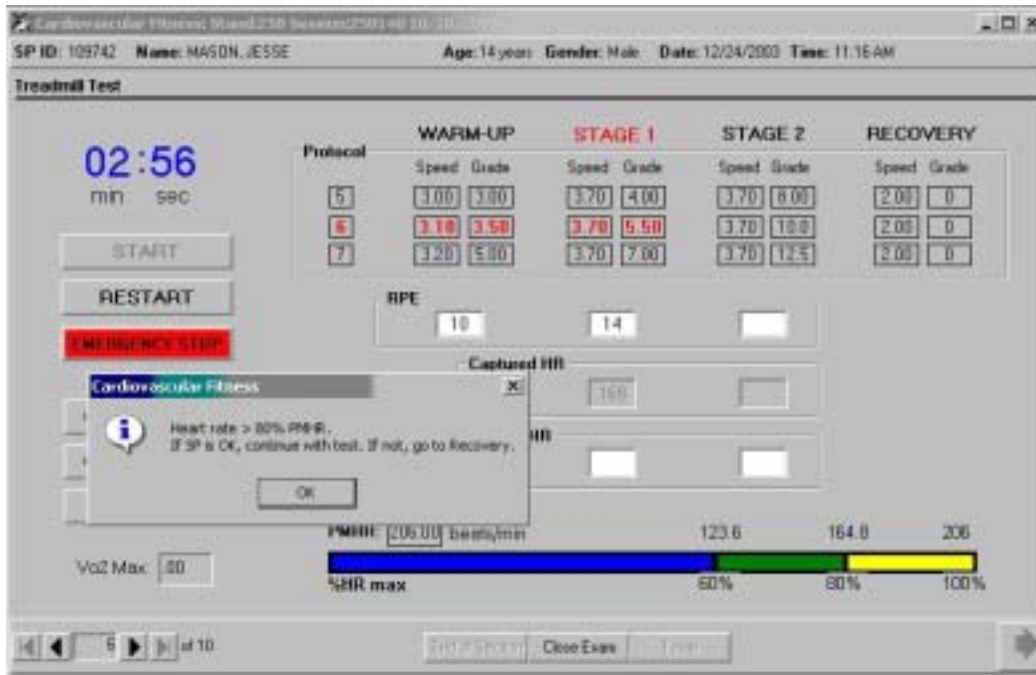 Cardiovascular Fitness;
SP ID: 109742 Name: MASON, JESSE Age: 14 years Gender: Male Date: 12/24/2003 Time: 11:16 AM
Treadmill Test
02:56
min sec
START
RESTART
EMERGENCY STOP
Protocol
WARM-UP STAGE 1 STAGE 2 RECOVERY
Speed Grade Speed Grade Speed Grade Speed Grade
5 3.00 3.00 3.70 4.00 3.70 8.00 2.00 0
6 3.10 3.50 3.70 5.50 3.70 10.0 2.00 0
7 3.20 5.00 3.70 7.00 3.70 12.5 2.00 0
RPE
10 14
Captured HR
HR
Cardiovascular Fitness
Heart rate > 80% PMHR.
If SP is OK, continue with test. If not, go to Recovery.
OK
206.00 beats/min 123.6 164.8 206
%HR max 60% 80% 100%
Vo2 Max: .00
of 10
Close Exam